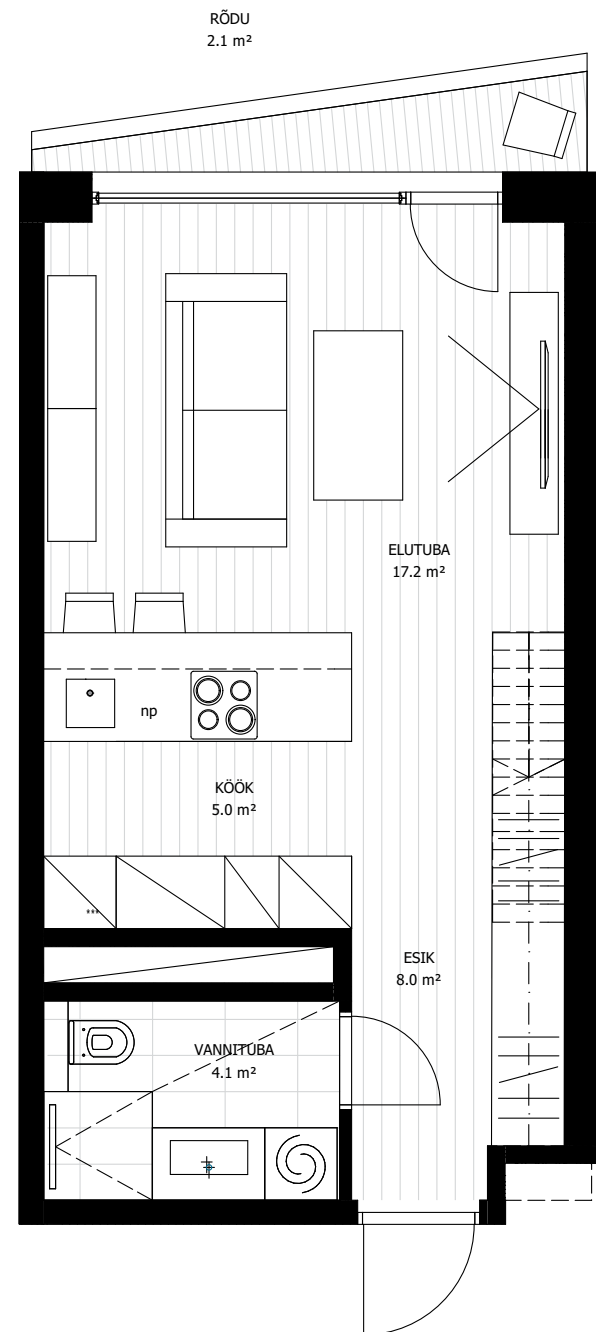 RÕDU
2.1 m²
ELUTUBA
17.2 m²
np
KÖÖK
5.0 m²
***
ESIK
8.0 m²
VANNITUBA
4.1 m²